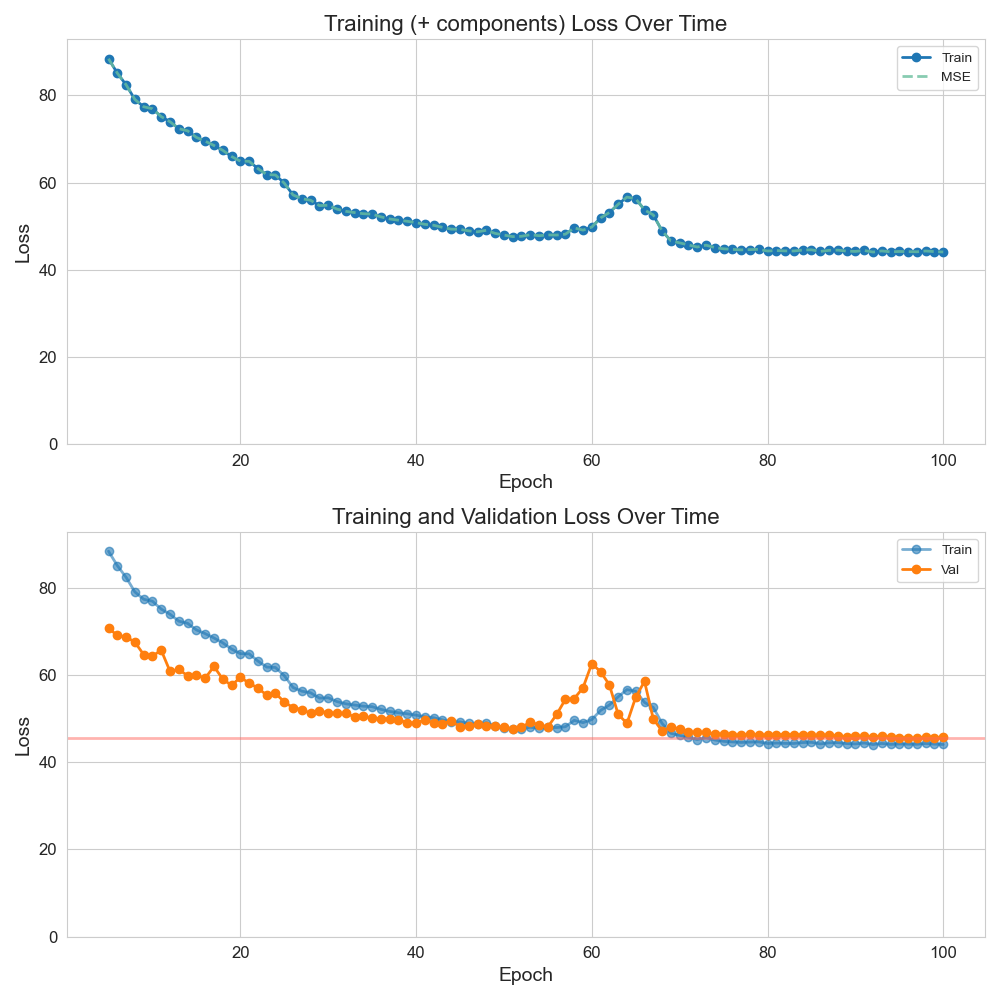 Training (+ components) Loss Over Time
Train
MSE
Loss
80
60
40
20
0
20 40 60 80 100
Epoch
Training and Validation Loss Over Time
Train
Val
Loss
80
60
40
20
0
20 40 60 80 100
Epoch